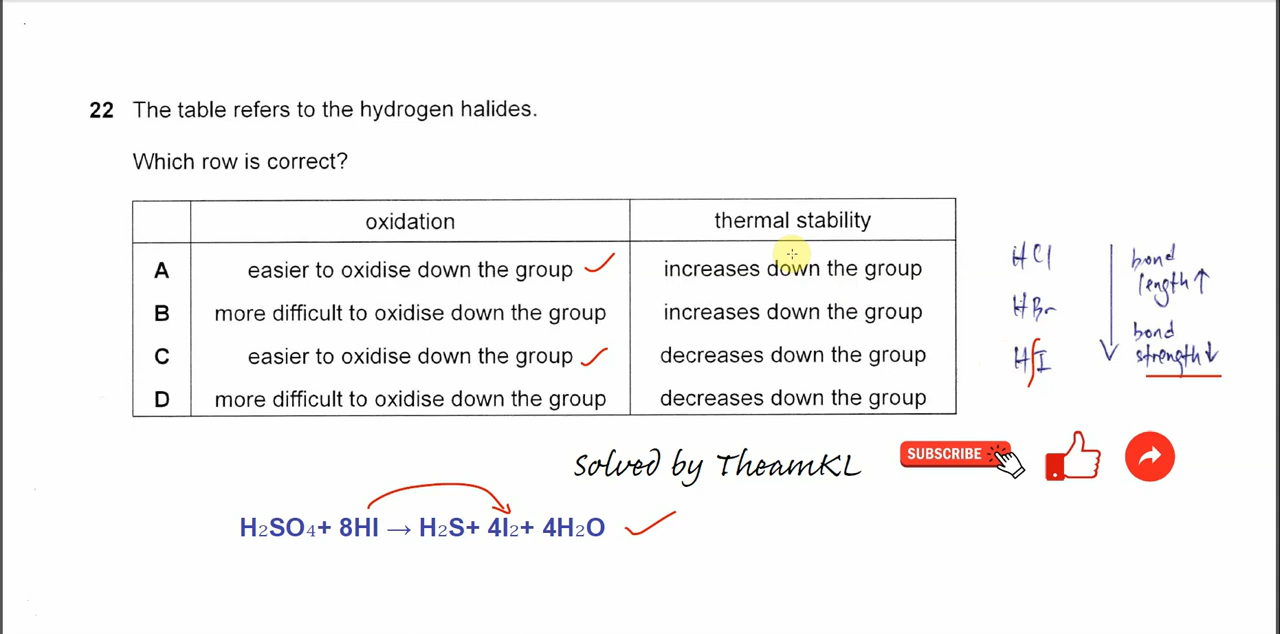 22 The table refers to the hydrogen halides.
Which row is correct?
oxidation thermal stability
A easier to oxidise down the group increases down the group
B more difficult to oxidise down the group increases down the group
C easier to oxidise down the group decreases down the group
D more difficult to oxidise down the group decreases down the group
HCl
HBr
HI
bond
length ↑
bond
strength ↓
Solved by TheamKL
SUBSCRIBE
H₂SO₄+ 8HI → H₂S+ 4I₂+ 4H₂O